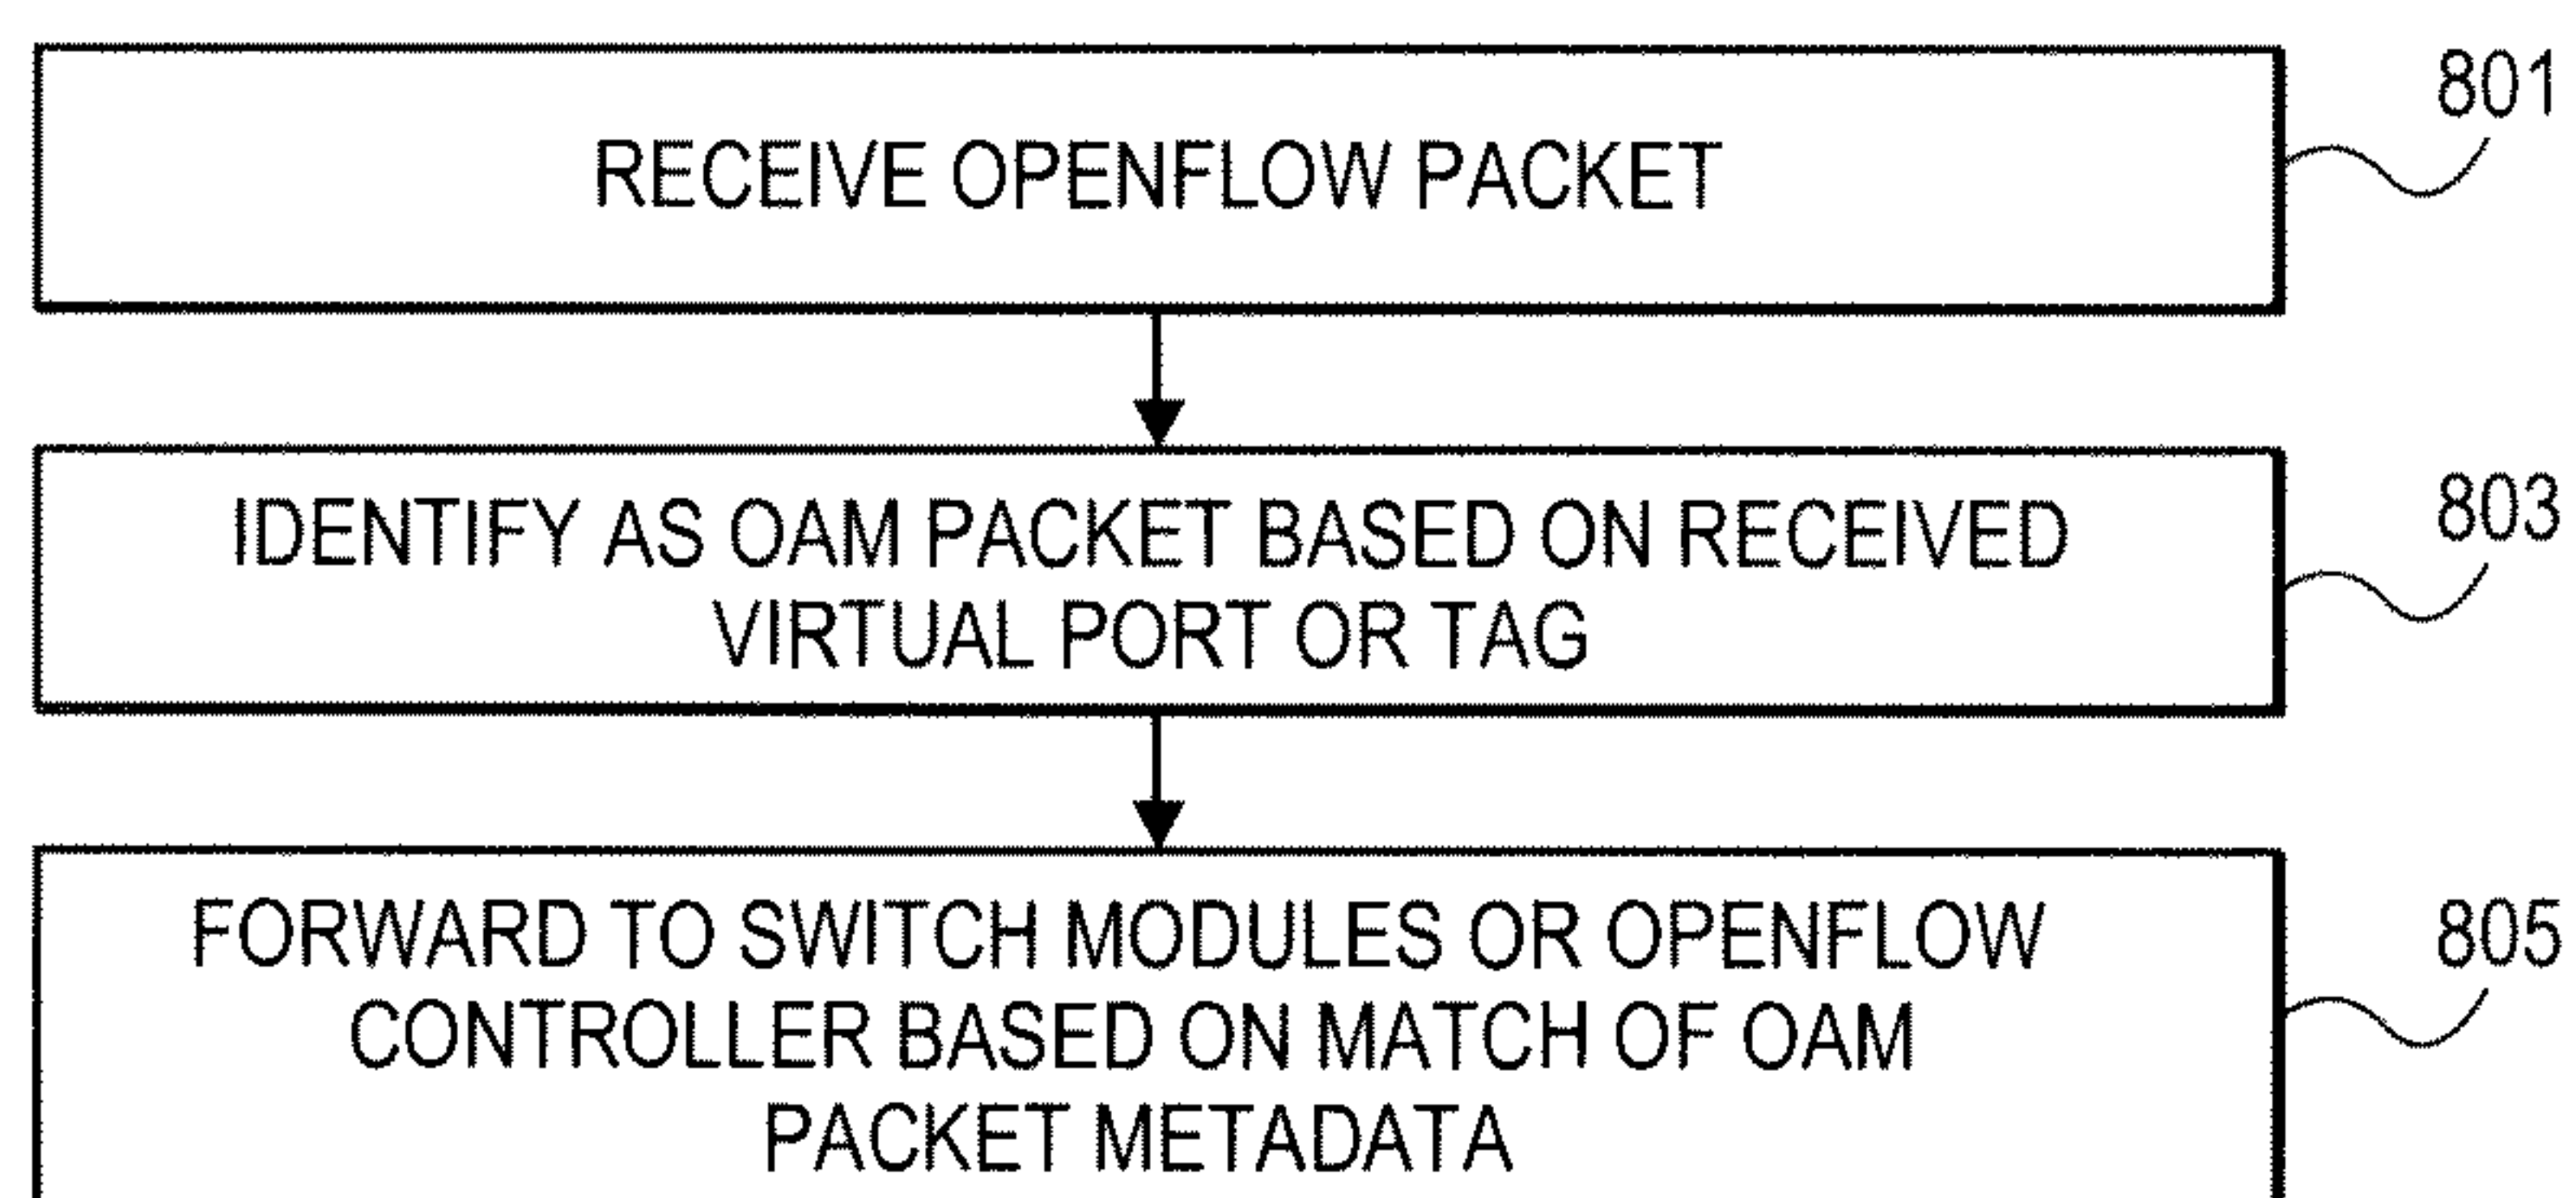 RECEIVE OPENFLOW PACKET
801
IDENTIFY AS OAM PACKET BASED ON RECEIVED
VIRTUAL PORT OR TAG
803
FORWARD TO SWITCH MODULES OR OPENFLOW
CONTROLLER BASED ON MATCH OF OAM
PACKET METADATA
805